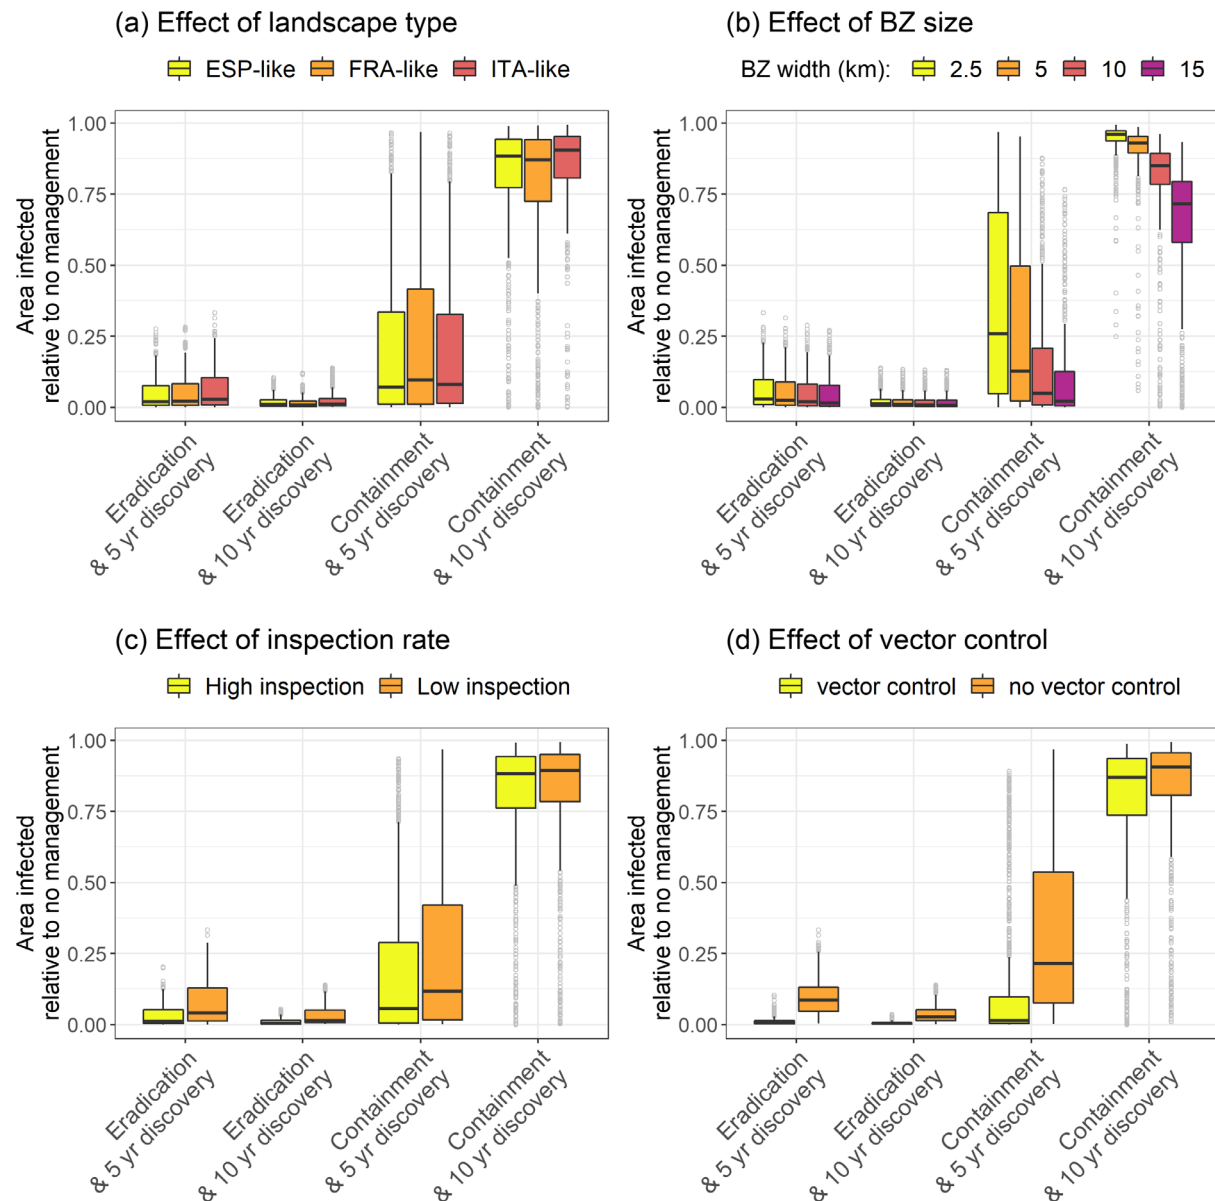 (a) Effect of landscape type
ESP-like FRA-like ITA-like
Area infected
relative to no management
1.00
0.75
0.50
0.25
0.00
Eradication
& 5 yr discovery
Eradication
& 10 yr discovery
Containment
& 5 yr discovery
Containment
& 10 yr discovery
(b) Effect of BZ size
BZ width (km): 2.5 5 10 15
Area infected
relative to no management
1.00
0.75
0.50
0.25
0.00
Eradication
& 5 yr discovery
Eradication
& 10 yr discovery
Containment
& 5 yr discovery
Containment
& 10 yr discovery
(c) Effect of inspection rate
High inspection Low inspection
Area infected
relative to no management
1.00
0.75
0.50
0.25
0.00
Eradication
& 5 yr discovery
Eradication
& 10 yr discovery
Containment
& 5 yr discovery
Containment
& 10 yr discovery
(d) Effect of vector control
vector control no vector control
Area infected
relative to no management
1.00
0.75
0.50
0.25
0.00
Eradication
& 5 yr discovery
Eradication
& 10 yr discovery
Containment
& 5 yr discovery
Containment
& 10 yr discovery